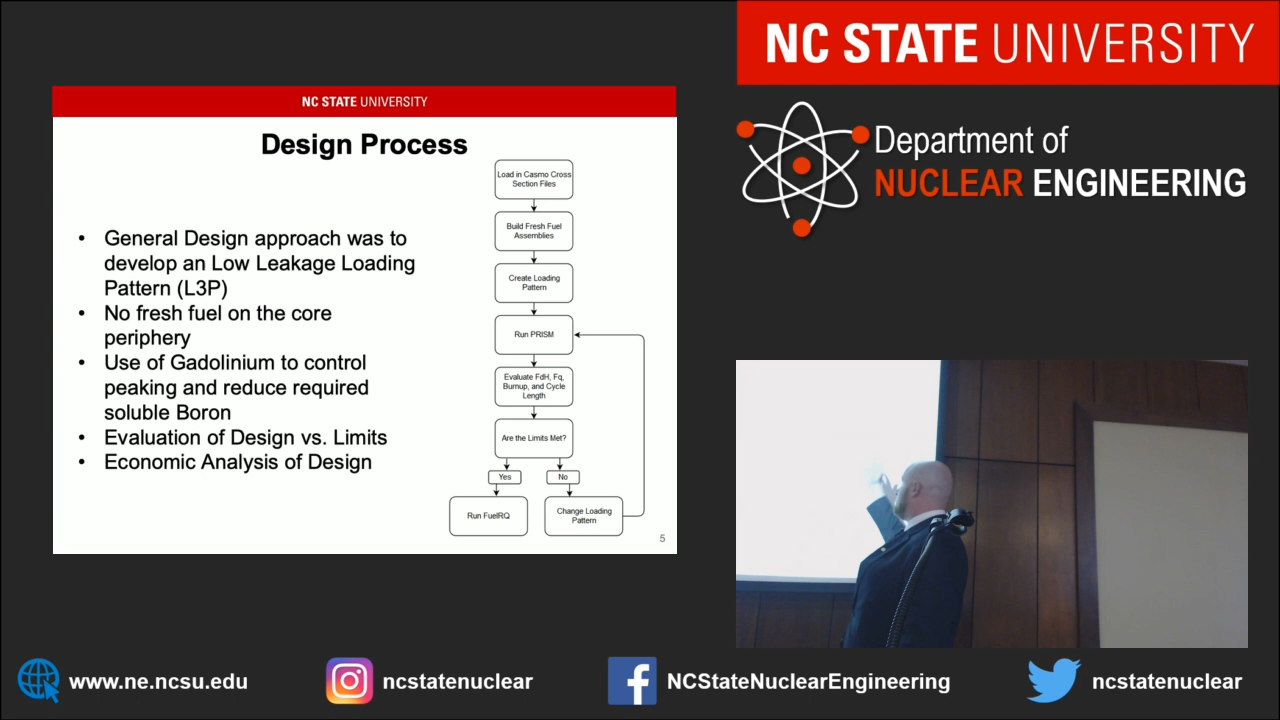 NC STATE UNIVERSITY
Department of
NUCLEAR ENGINEERING
NC STATE UNIVERSITY
Design Process
• General Design approach was to
develop an Low Leakage Loading
Pattern (L3P)
• No fresh fuel on the core
periphery
• Use of Gadolinium to control
peaking and reduce required
soluble Boron
• Evaluation of Design vs. Limits
• Economic Analysis of Design
Load in Casmo Cross
Section Files
Build Fresh Fuel
Assemblies
Create Loading
Pattern
Run PRISM
Evaluate FdH, Fq,
Burnup, and Cycle
Length
Are the Limits Met?
Yes
No
Run FuelRQ
Change Loading
Pattern
5
www.ne.ncsu.edu
ncstatenuclear
NCStateNuclearEngineering
ncstatenuclear